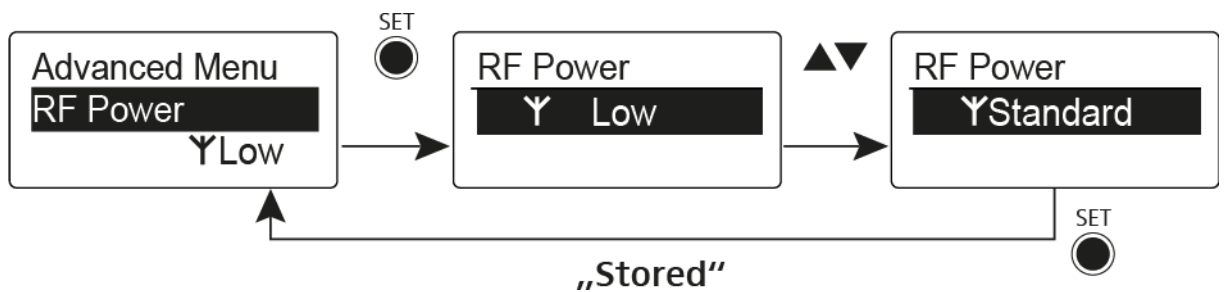 SET
Advanced Menu
RF Power
Low
RF Power
Low
RF Power
Standard
SET
„Stored“